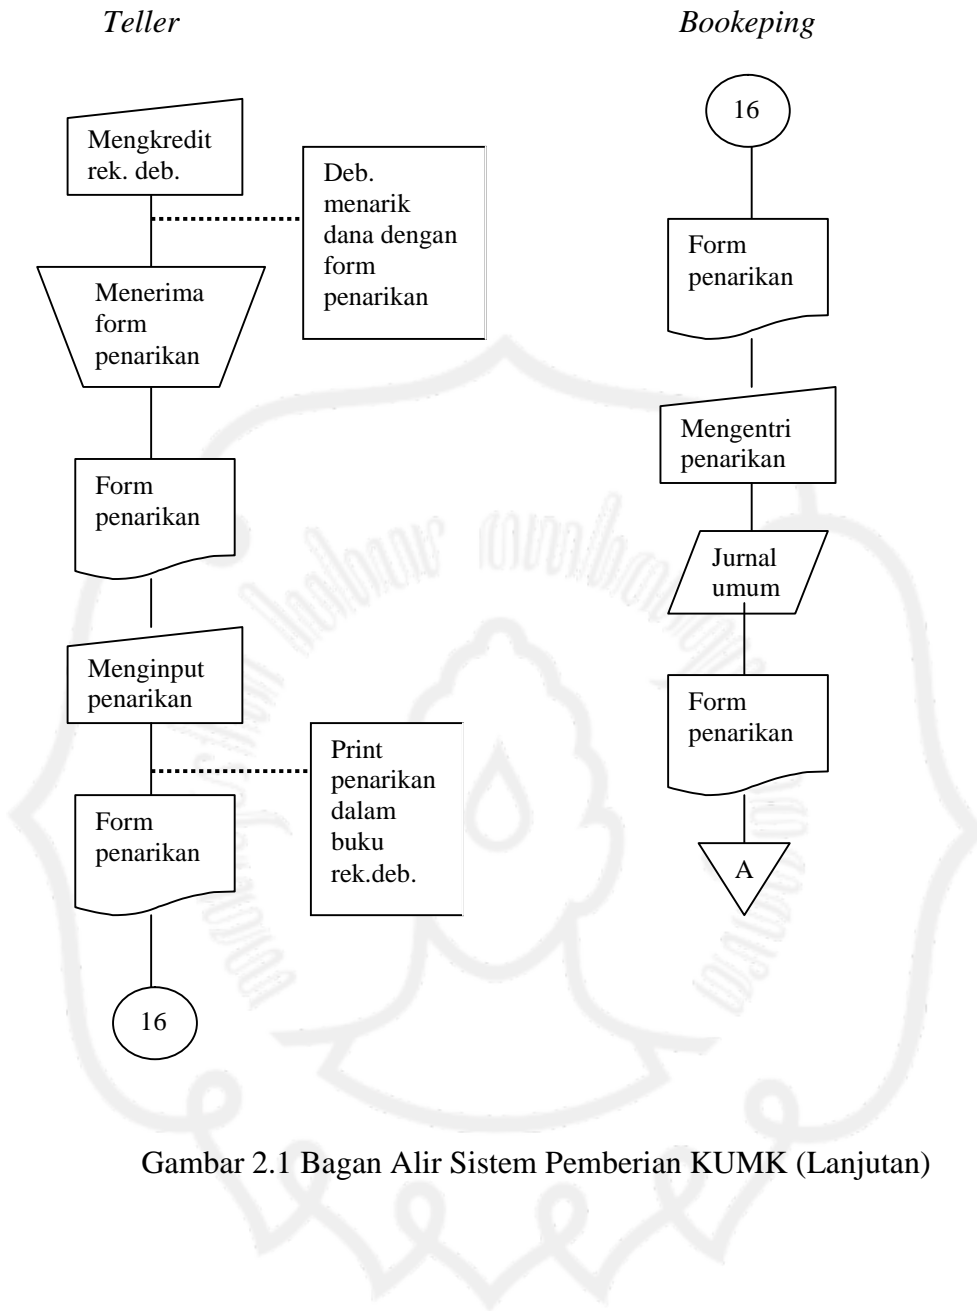 Teller
Mengkredit
rek. deb.
Deb.
menarik
dana dengan
form
penarikan
Menerima
form
penarikan
Form
penarikan
Menginput
penarikan
Print
penarikan
dalam
buku
rek.deb.
Form
penarikan
16
Bookeping
16
Form
penarikan
Mengentri
penarikan
Jurnal
umum
Form
penarikan
A
Gambar 2.1 Bagan Alir Sistem Pemberian KUMK (Lanjutan)